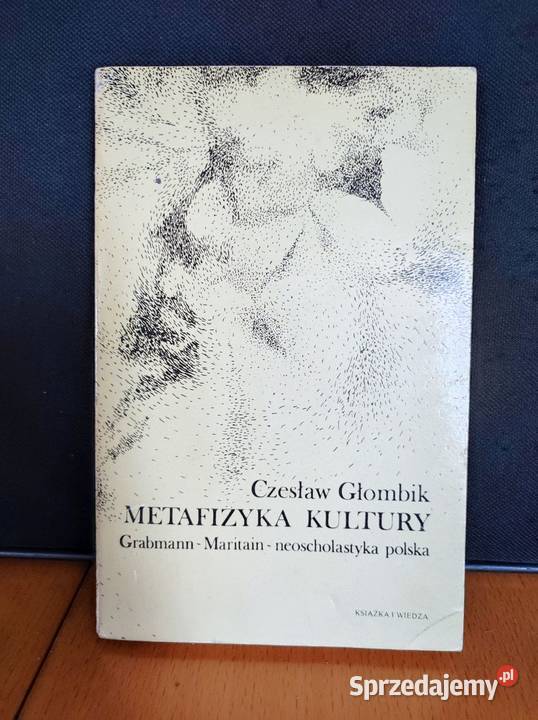 Czesław Głombik
METAFIZYKA KULTURY
Grabmann - Maritain - neoscholastyka polska
KSIĄŻKA I WIEDZA
Sprzedajemy.pl